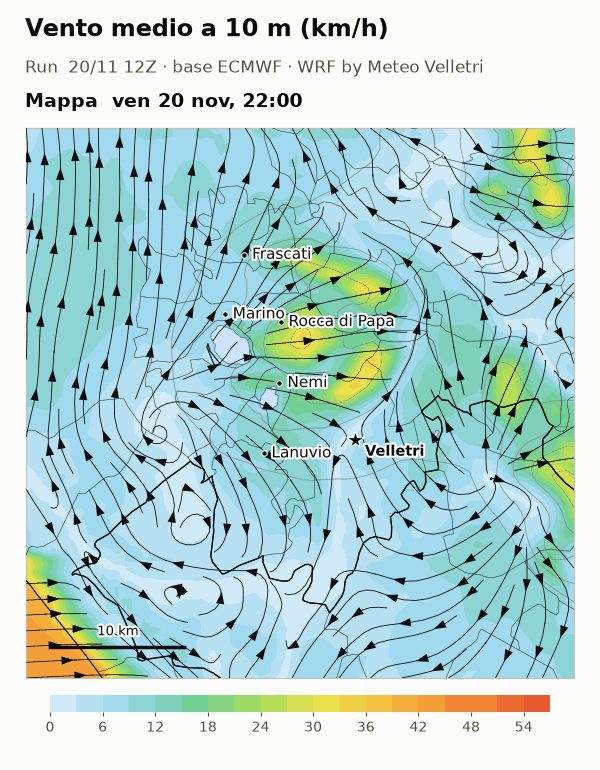 Vento medio a 10 m (km/h)
Run  20/11 12Z · base ECMWF · WRF by Meteo Velletri
Mappa  ven 20 nov, 22:00
Frascati
Marino
Rocca di Papa
Nemi
Lanuvio
Velletri
10 km
0 6 12 18 24 30 36 42 48 54